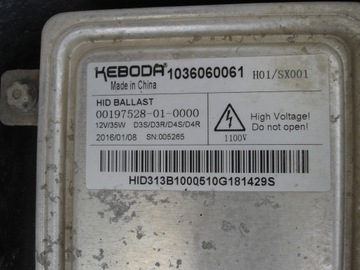 KEBODA 1036060061 H01/SX001
Made in China
HID BALLAST
00197528-01-0000
12V/35W D3S/D3R/D4S/D4R
2016/01/08 SN:005265
1100V
High Voltage!
Do not open!
HID313B1000510G181429S